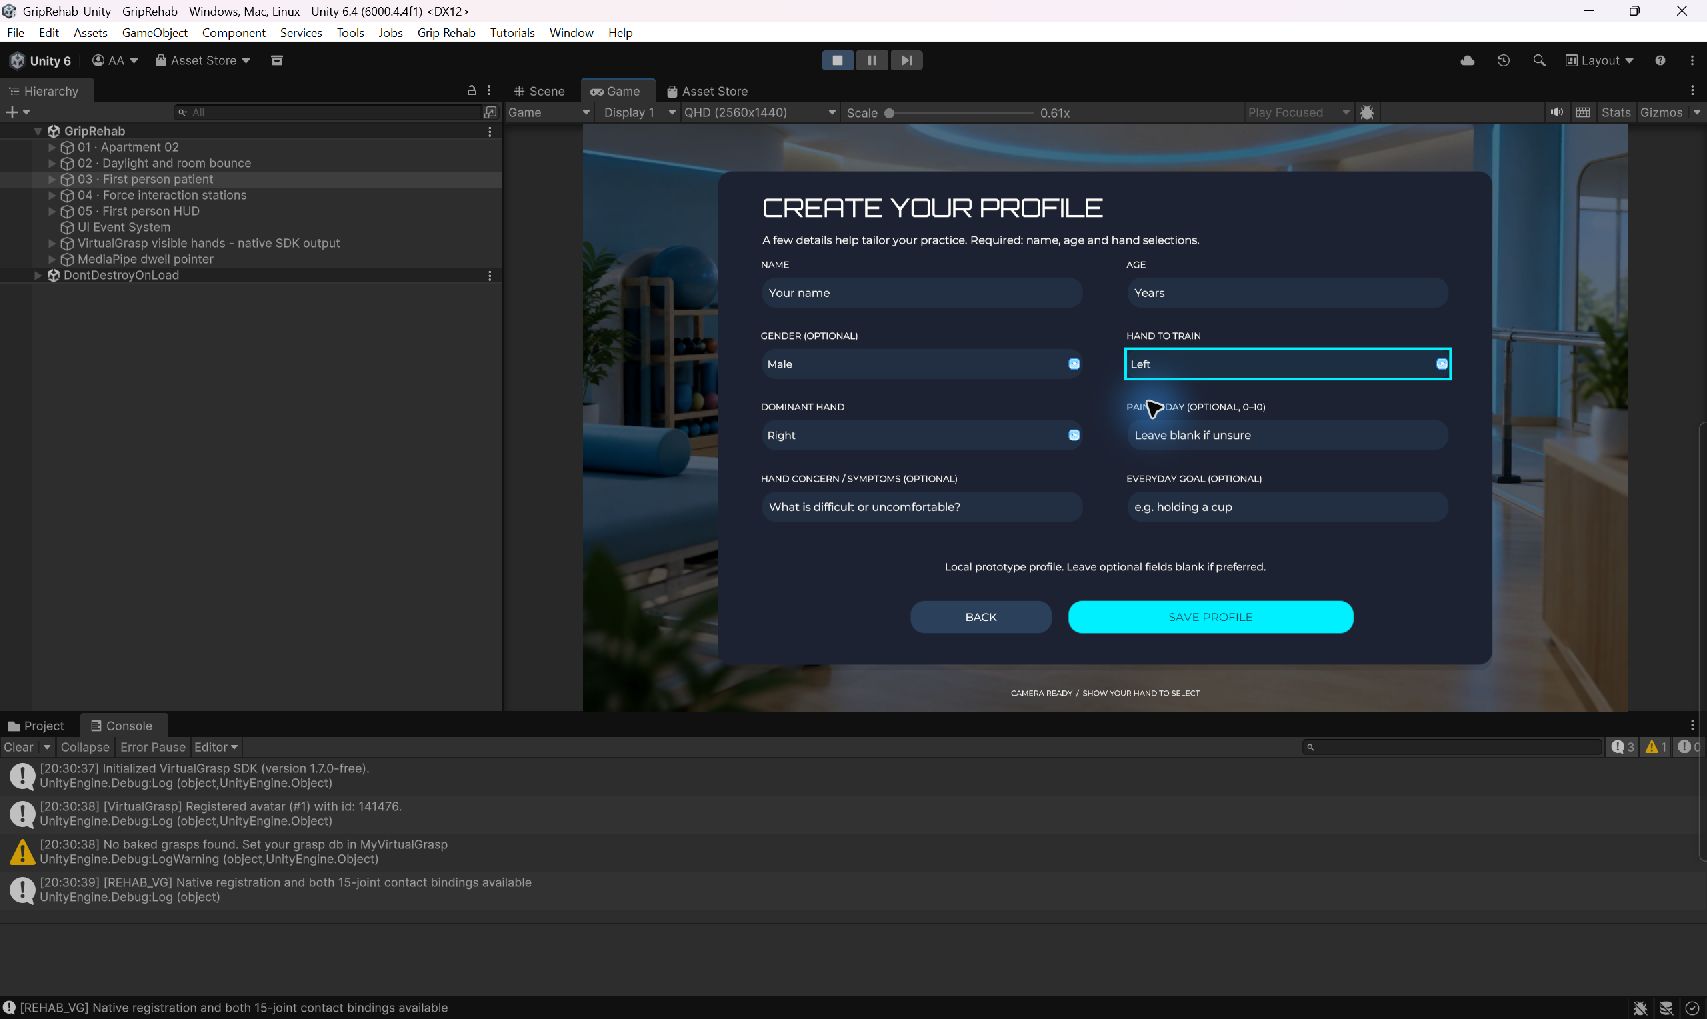 GripRehab-Unity - GripRehab - Windows, Mac, Linux - Unity 6.4 (6000.4.4f1) <DX12>
File Edit Assets GameObject Component Services Tools Jobs Grip Rehab Tutorials Window Help
Unity 6 AA Asset Store Layout
Hierarchy
All
GripRehab
01 · Apartment 02
02 · Daylight and room bounce
03 · First person patient
04 · Force interaction stations
05 · First person HUD
UI Event System
VirtualGrasp visible hands - native SDK output
MediaPipe dwell pointer
DontDestroyOnLoad
Scene Game Asset Store
Game Display 1 QHD (2560x1440) Scale 0.61x Play Focused Stats Gizmos
CREATE YOUR PROFILE
A few details help tailor your practice. Required: name, age and hand selections.
NAME AGE
Your name Years
GENDER (OPTIONAL) HAND TO TRAIN
Male Left
DOMINANT HAND (OPTIONAL, 0–10)
Right Leave blank if unsure
HAND CONCERN / SYMPTOMS (OPTIONAL) EVERYDAY GOAL (OPTIONAL)
What is difficult or uncomfortable? e.g. holding a cup
Local prototype profile. Leave optional fields blank if preferred.
BACK SAVE PROFILE
CAMERA READY / SHOW YOUR HAND TO SELECT
Project Console
Clear Collapse Error Pause Editor 3 1 0
[20:30:37] Initialized VirtualGrasp SDK (version 1.7.0-free).
UnityEngine.Debug:Log (object,UnityEngine.Object)
[20:30:38] [VirtualGrasp] Registered avatar (#1) with id: 141476.
UnityEngine.Debug:Log (object,UnityEngine.Object)
[20:30:38] No baked grasps found. Set your grasp db in MyVirtualGrasp
UnityEngine.Debug:LogWarning (object,UnityEngine.Object)
[20:30:39] [REHAB_VG] Native registration and both 15-joint contact bindings available
UnityEngine.Debug:Log (object)
[REHAB_VG] Native registration and both 15-joint contact bindings available